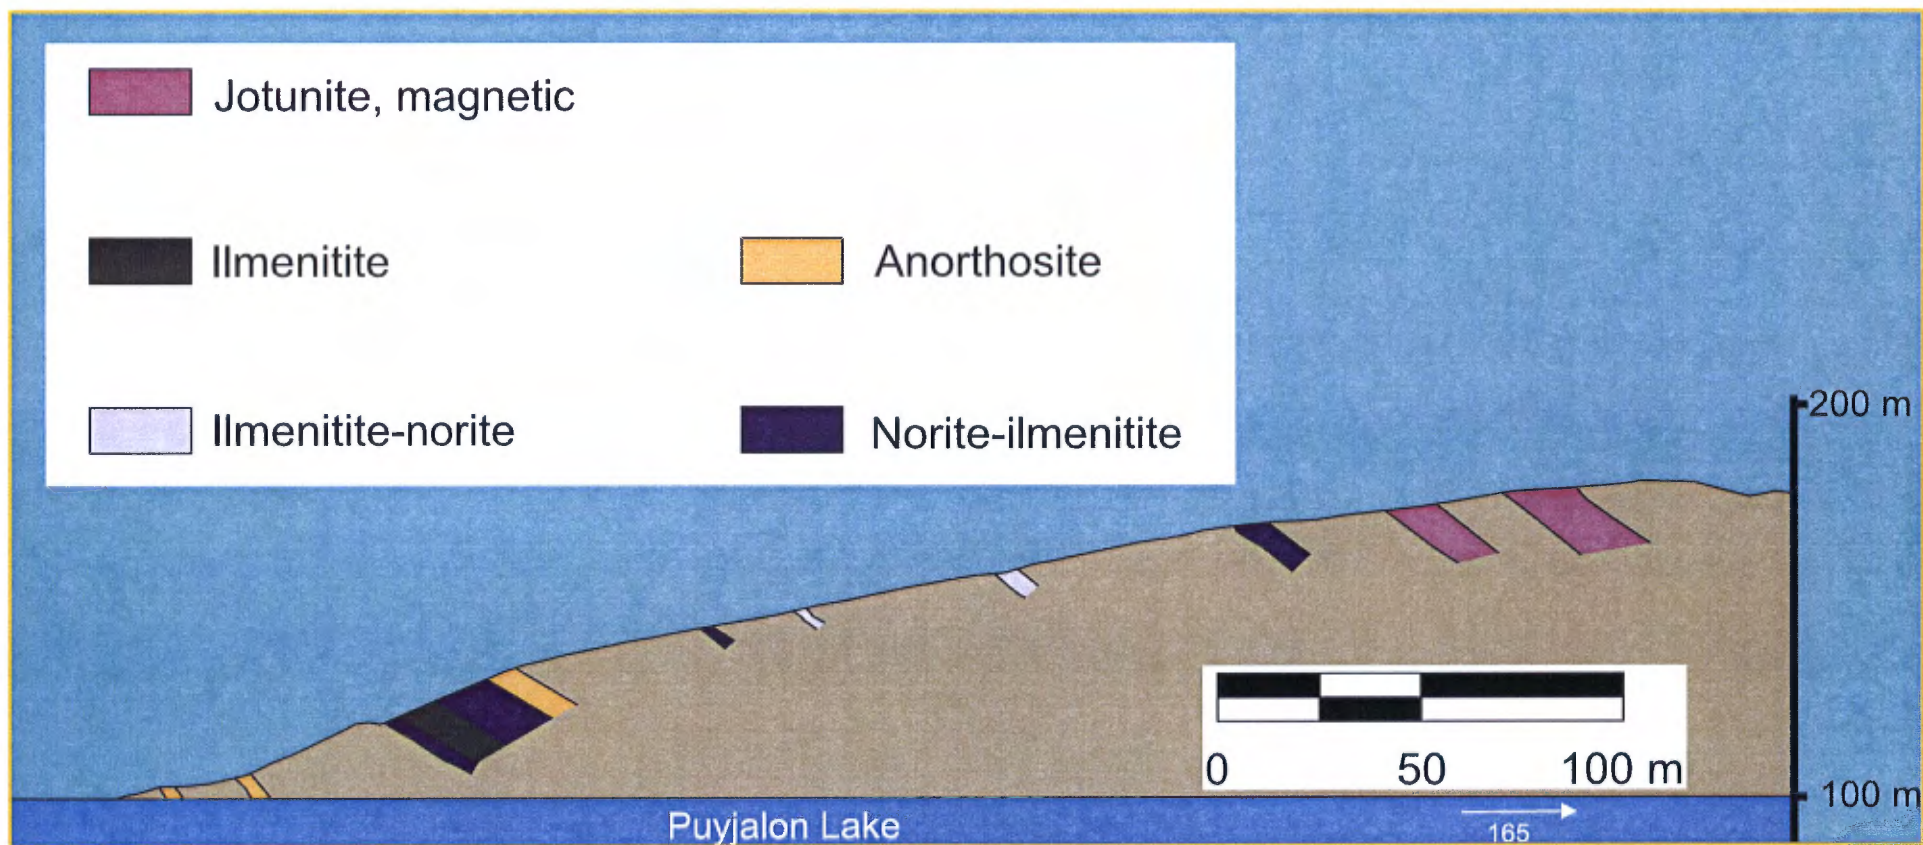 Jotunite, magnetic
Ilmenitite
Anorthosite
Ilmenitite-norite
Norite-ilmenitite
200 m
0 50 100 m
100 m
Puyjalon Lake
165